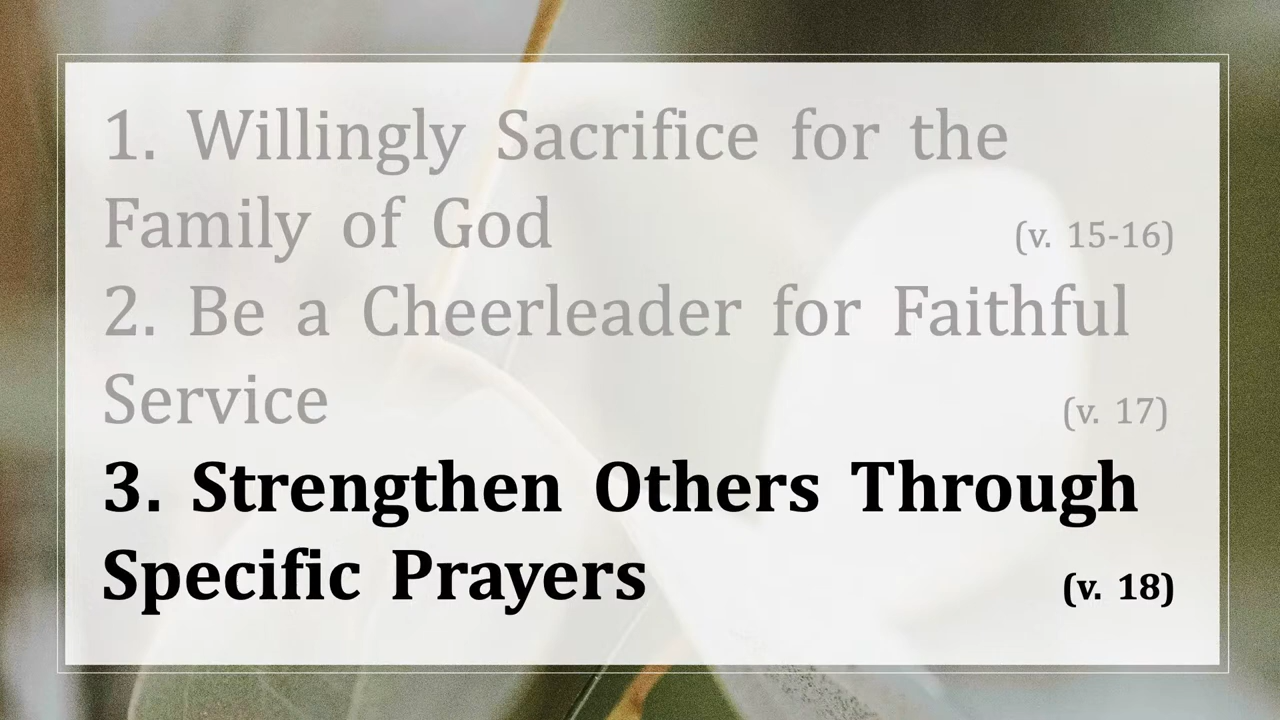 1. Willingly Sacrifice for the
Family of God (v. 15-16)
2. Be a Cheerleader for Faithful
Service (v. 17)
3. Strengthen Others Through
Specific Prayers (v. 18)